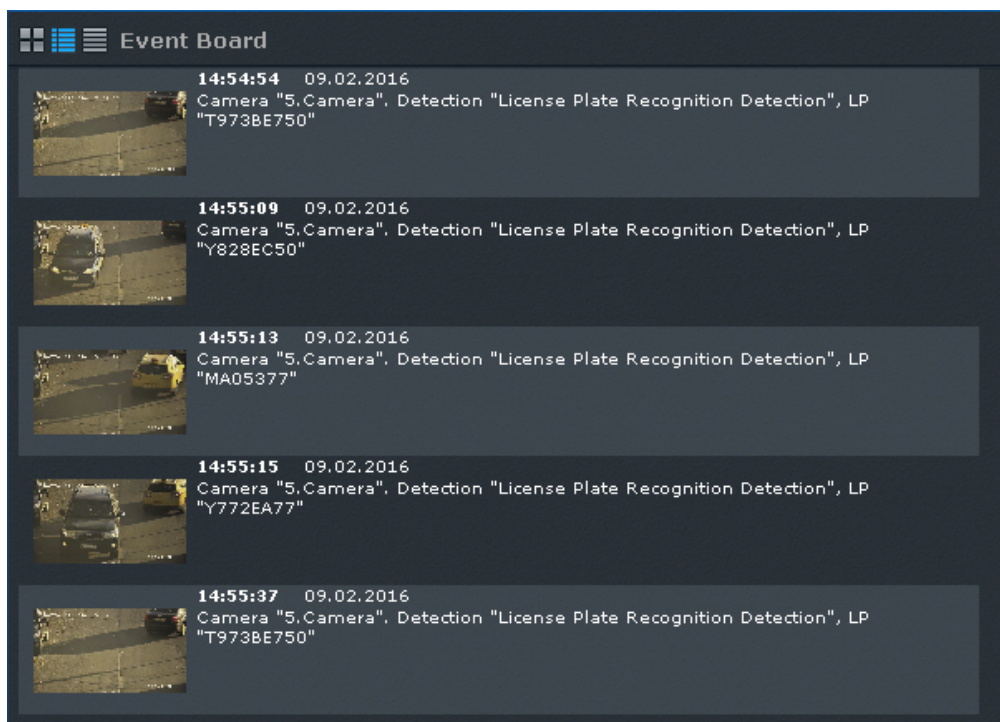 Event Board
14:54:54 09.02.2016
Camera "5.Camera". Detection "License Plate Recognition Detection", LP
"T973BE750"
14:55:09 09.02.2016
Camera "5.Camera". Detection "License Plate Recognition Detection", LP
"Y828EC50"
14:55:13 09.02.2016
Camera "5.Camera". Detection "License Plate Recognition Detection", LP
"MA05377"
14:55:15 09.02.2016
Camera "5.Camera". Detection "License Plate Recognition Detection", LP
"Y772EA77"
14:55:37 09.02.2016
Camera "5.Camera". Detection "License Plate Recognition Detection", LP
"T973BE750"